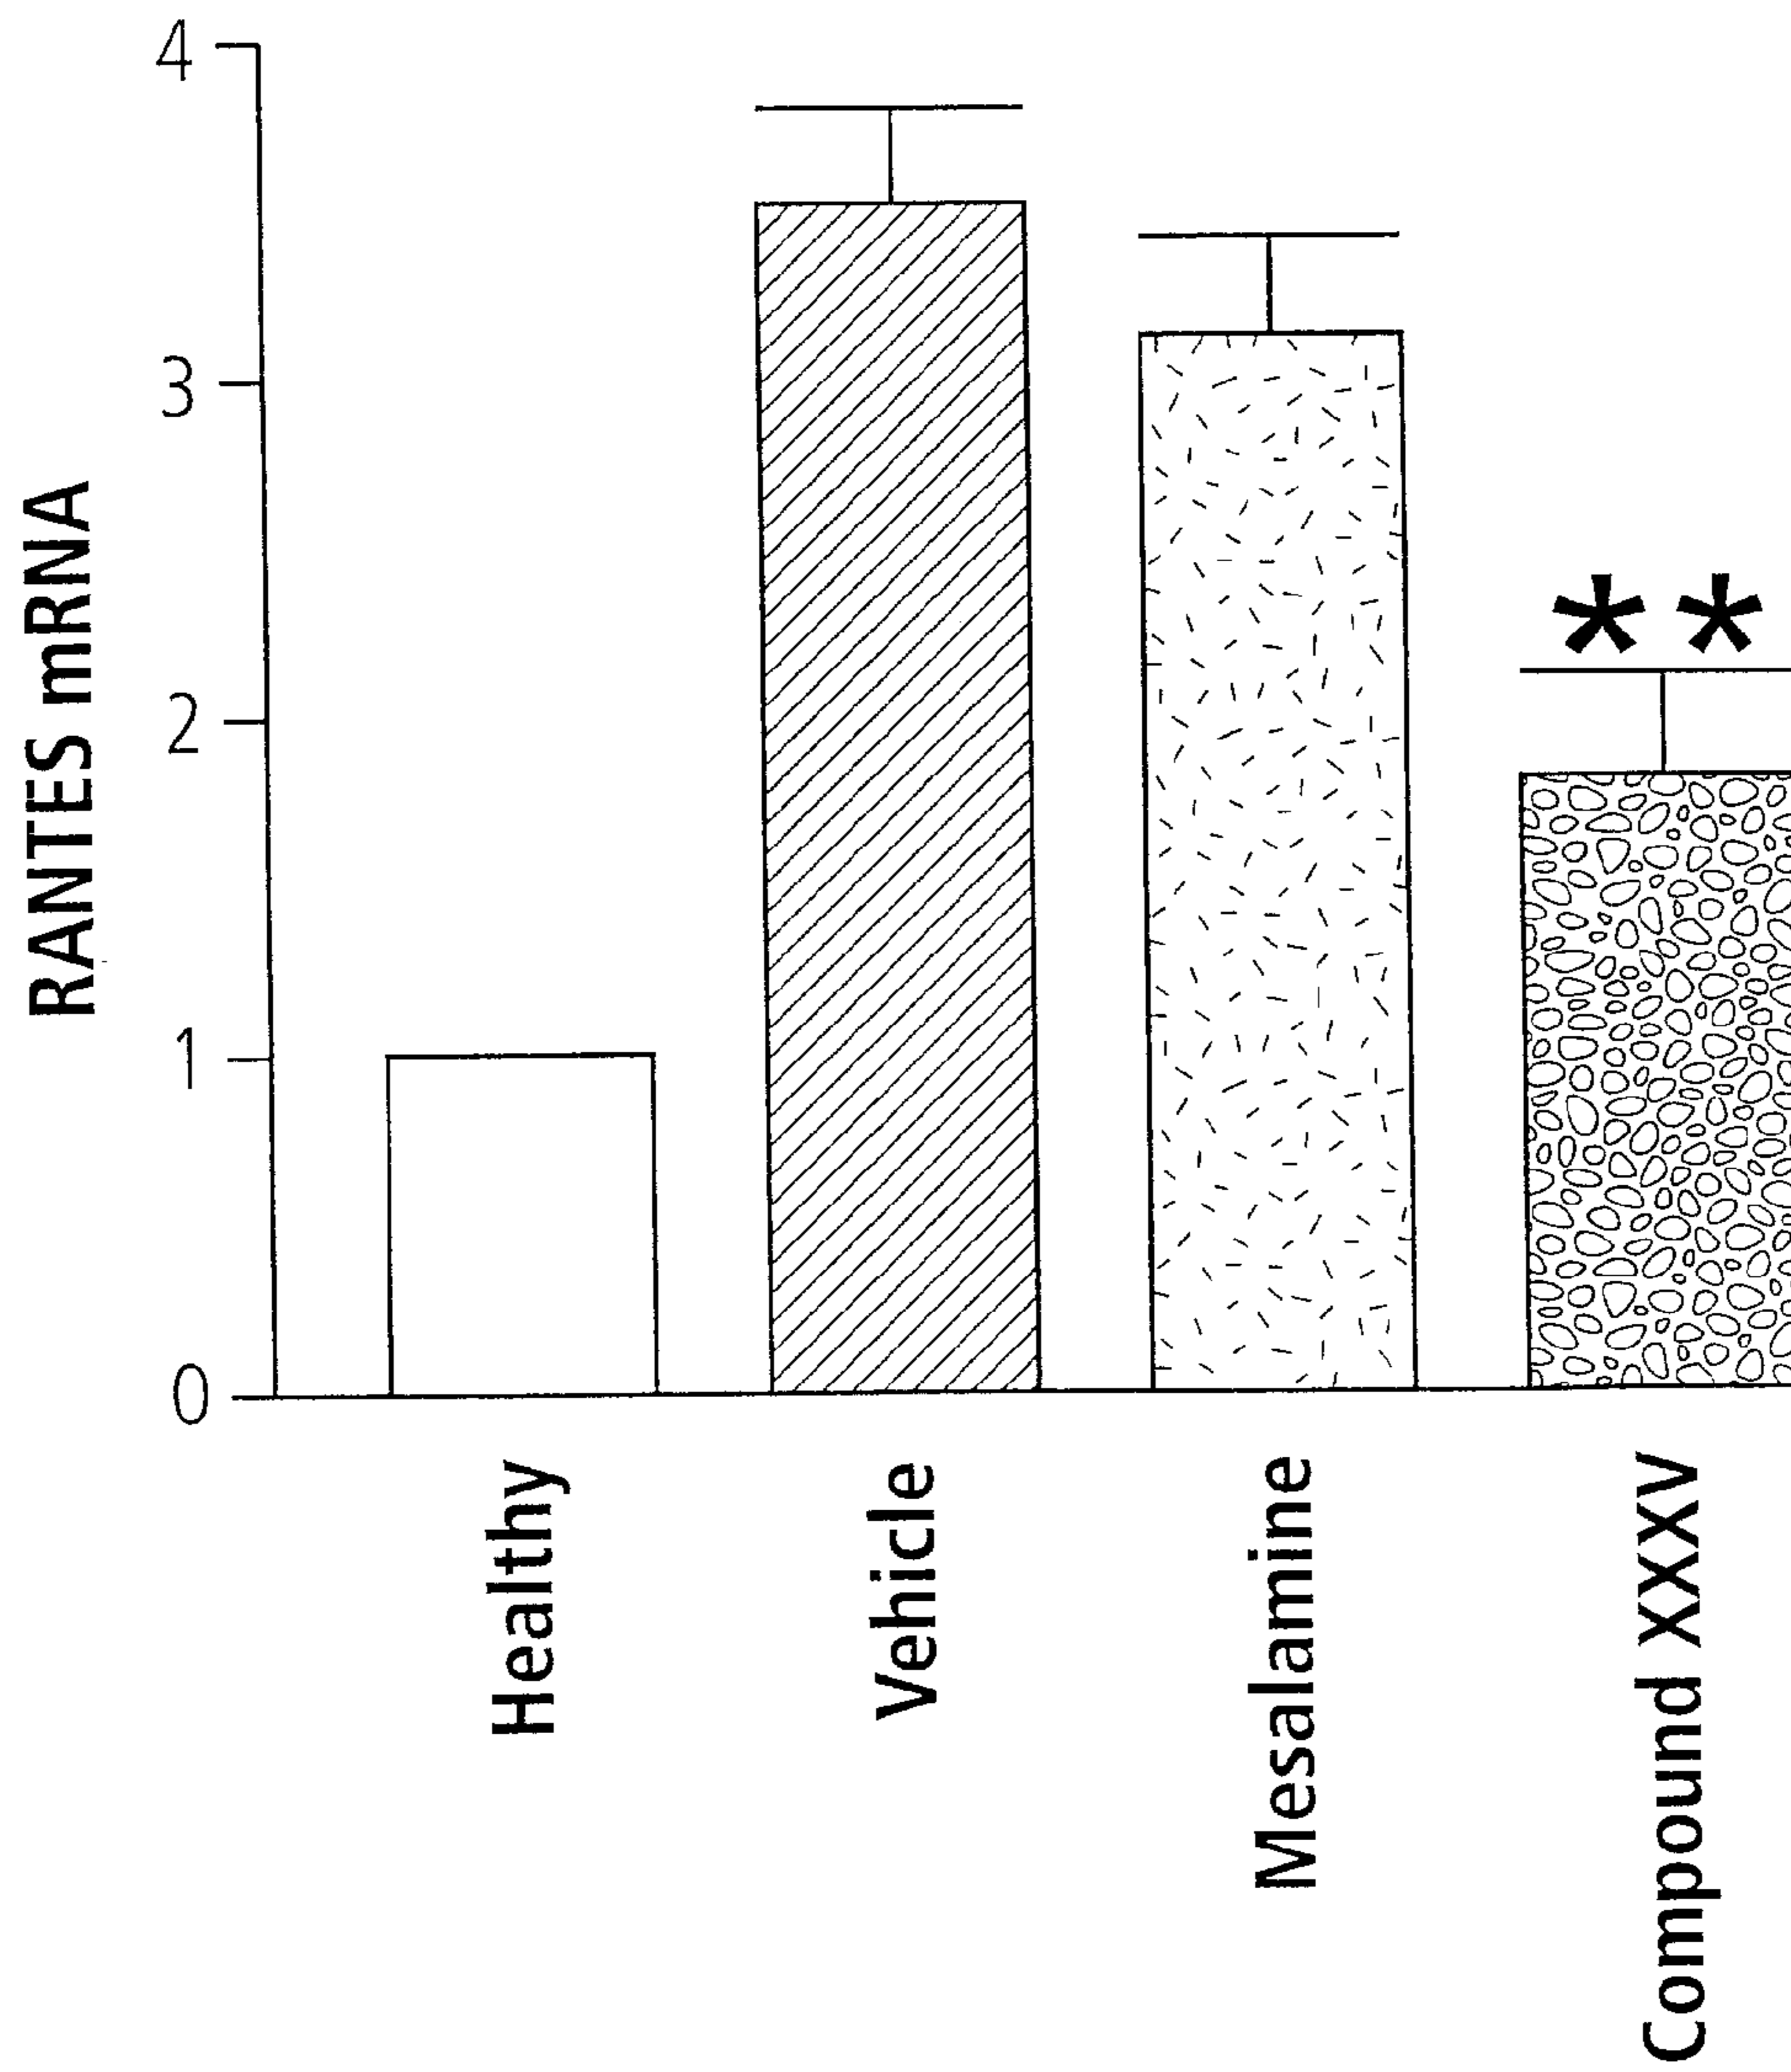 RANTES mRNA
4
3
2
1
0
**
Healthy
Vehicle
Mesalamine
Compound XXXV